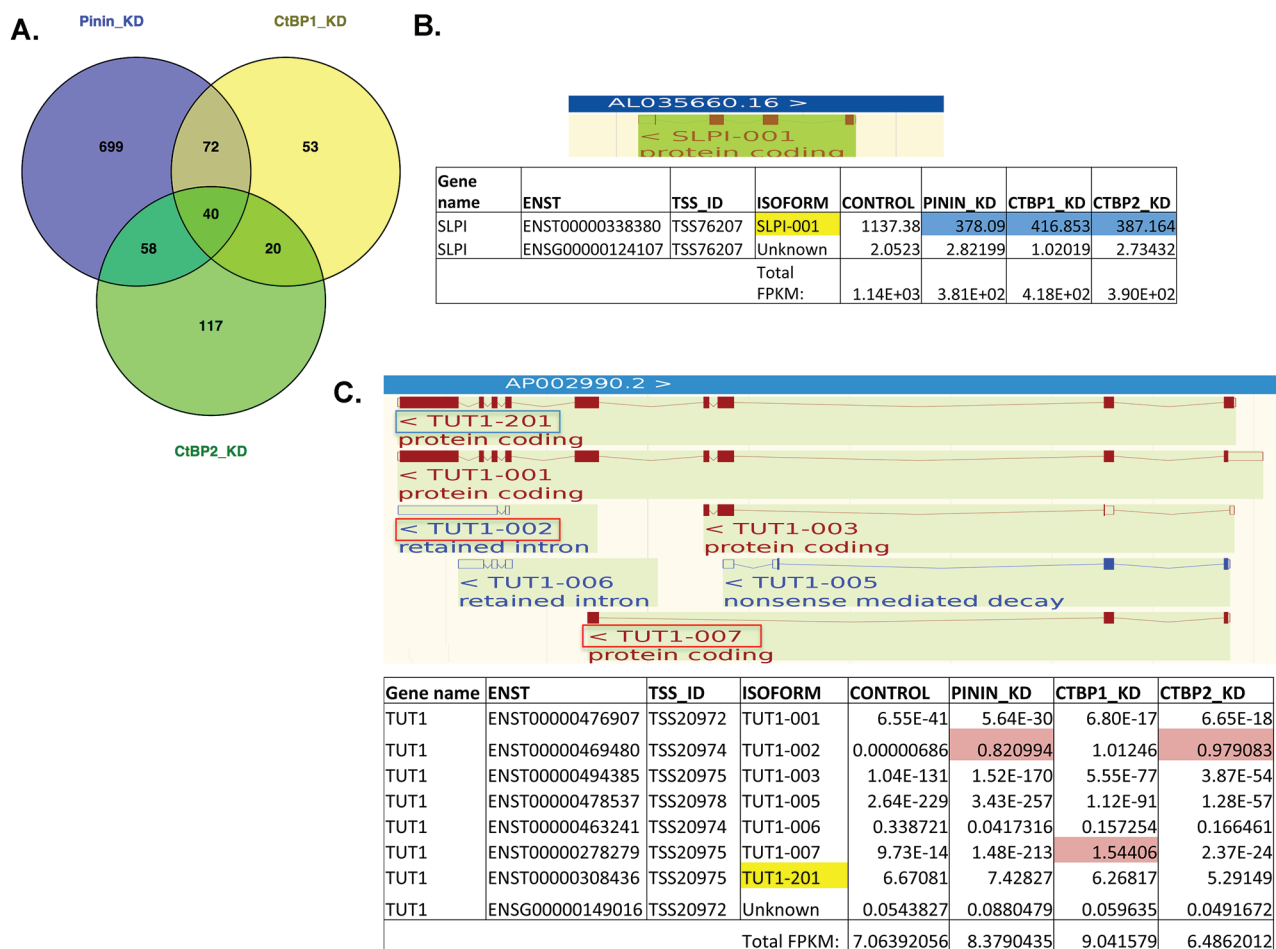 A.
Pinin_KD
CtBP1_KD
699
72
53
40
58
20
117
CtBP2_KD
B.
AL035660.16 >
< SLPI-001
protein coding
Gene name ENST TSS_ID ISOFORM CONTROL PININ_KD CTBP1_KD CTBP2_KD
SLPI ENST00000338380 TSS76207 SLPI-001 1137.38 378.09 416.853 387.164
SLPI ENSG00000124107 TSS76207 Unknown 2.0523 2.82199 1.02019 2.73432
Total FPKM: 1.14E+03 3.81E+02 4.18E+02 3.90E+02
C.
AP002990.2 >
< TUT1-201
protein coding
< TUT1-001
protein coding
< TUT1-002
retained intron
< TUT1-003
protein coding
< TUT1-006
retained intron
< TUT1-005
nonsense mediated decay
< TUT1-007
protein coding
Gene name ENST TSS_ID ISOFORM CONTROL PININ_KD CTBP1_KD CTBP2_KD
TUT1 ENST00000476907 TSS20972 TUT1-001 6.55E-41 5.64E-30 6.80E-17 6.65E-18
TUT1 ENST00000469480 TSS20974 TUT1-002 0.00000686 0.820994 1.01246 0.979083
TUT1 ENST00000494385 TSS20975 TUT1-003 1.04E-131 1.52E-170 5.55E-77 3.87E-54
TUT1 ENST00000478537 TSS20978 TUT1-005 2.64E-229 3.43E-257 1.12E-91 1.28E-57
TUT1 ENST00000463241 TSS20974 TUT1-006 0.338721 0.0417316 0.157254 0.166461
TUT1 ENST00000278279 TSS20975 TUT1-007 9.73E-14 1.48E-213 1.54406 2.37E-24
TUT1 ENST00000308436 TSS20975 TUT1-201 6.67081 7.42827 6.26817 5.29149
TUT1 ENSG00000149016 TSS20972 Unknown 0.0543827 0.0880479 0.059635 0.0491672
Total FPKM: 7.06392056 8.3790435 9.041579 6.4862012